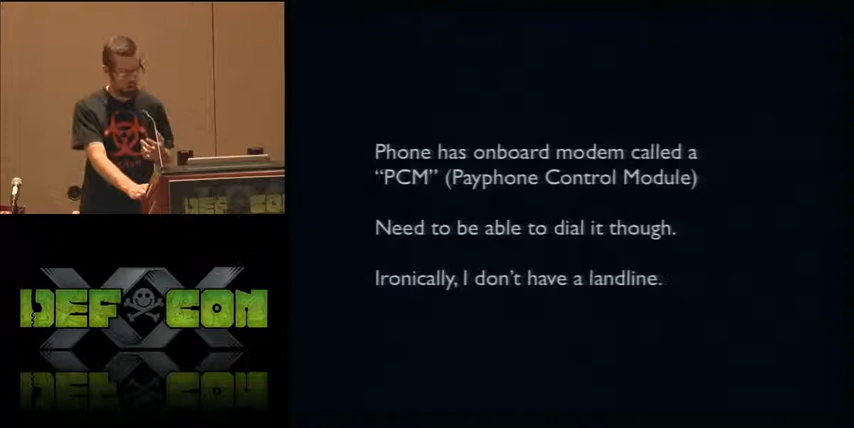 Phone has onboard modem called a
“PCM” (Payphone Control Module)
Need to be able to dial it though.
Ironically, I don’t have a landline.
DEF CON
XX